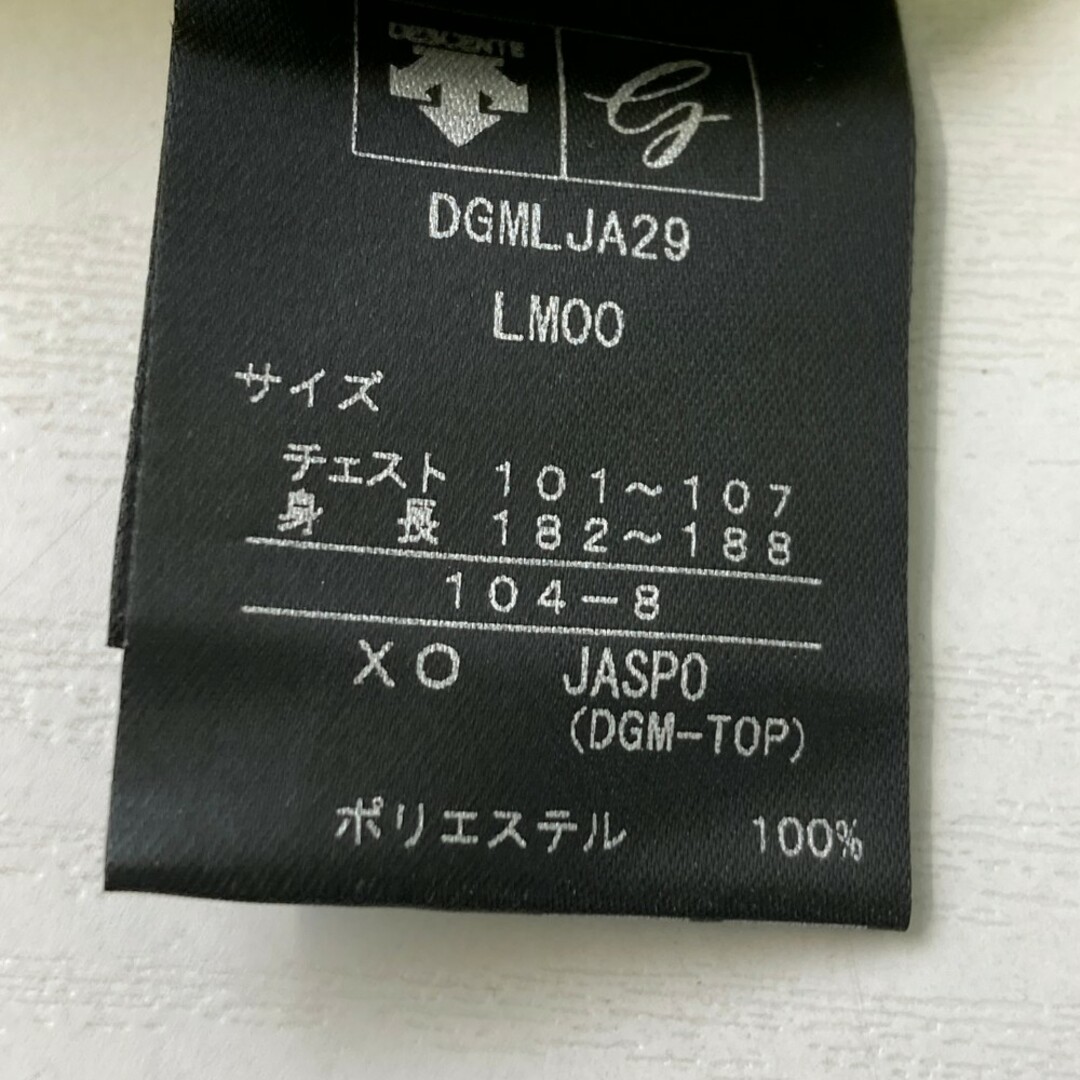 DESCENTE
G
DGMLJA29
LM00
サイズ
チェスト 101〜107
身 長 182〜188
104-8
XO JASPO
(DGM-TOP)
ポリエステル 100%